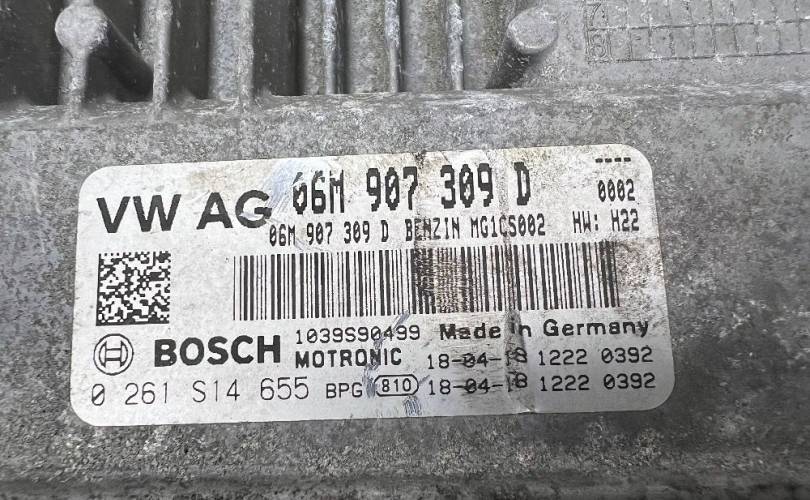 VW AG 06M 907 309 D ----
0002
06M 907 309 D BENZIN MG1CS002 HW: H22
1039S90499 Made in Germany
BOSCH MOTRONIC 18-04-18 1222 0392
0 261 S14 655 BPG 810 18-04-18 1222 0392